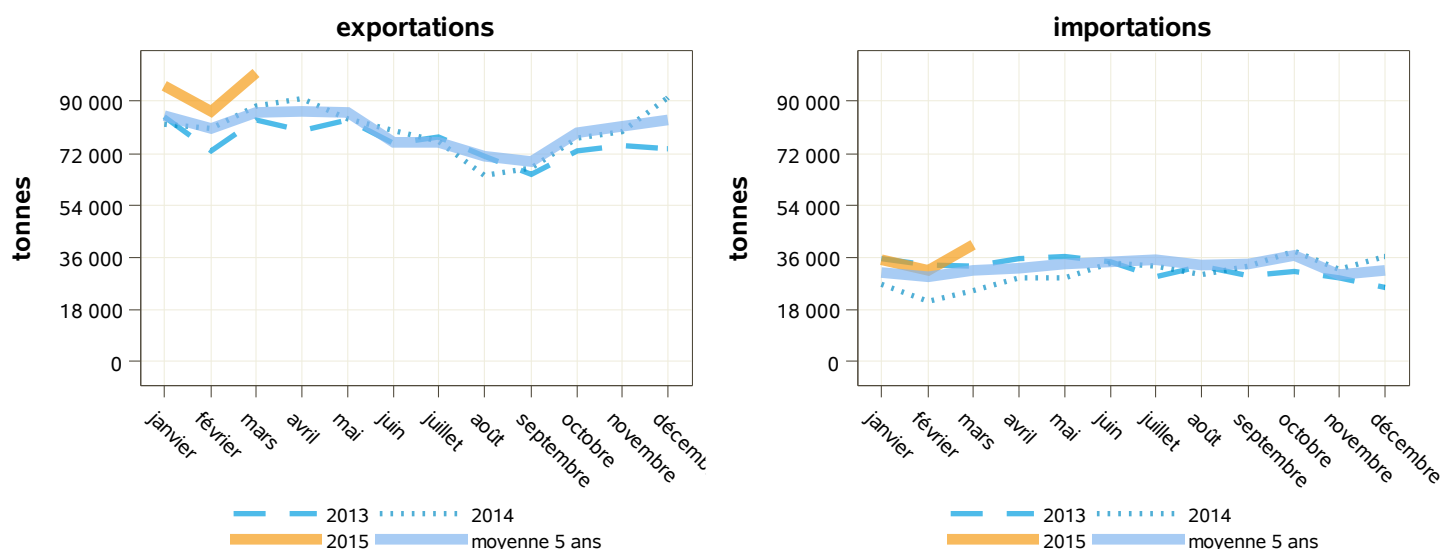 exportations
tonnes
90 000
72 000
54 000
36 000
18 000
0
janvier
février
mars
avril
mai
juin
juillet
août
septembre
octobre
novembre
décemb
2013
2014
2015
moyenne 5 ans
importations
tonnes
90 000
72 000
54 000
36 000
18 000
0
janvier
février
mars
avril
mai
juin
juillet
août
septembre
octobre
novembre
décembre
2013
2014
2015
moyenne 5 ans